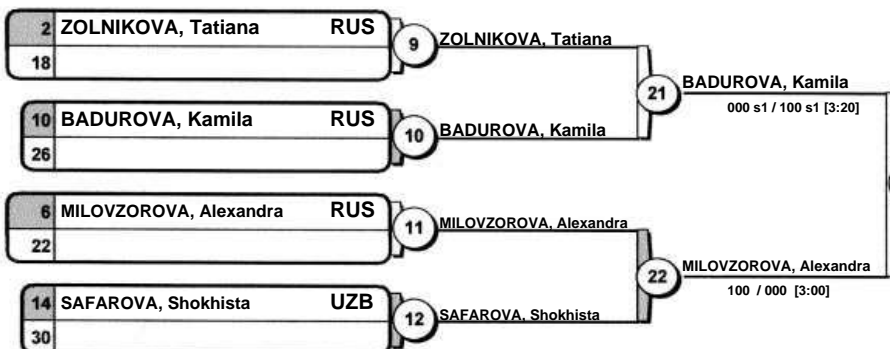 2 ZOLNIKOVA, Tatiana RUS
18
9
ZOLNIKOVA, Tatiana
10 BADUROVA, Kamila RUS
26
10
BADUROVA, Kamila
21
BADUROVA, Kamila
000 s1 / 100 s1 [3:20]
6 MILOVZOROVA, Alexandra RUS
22
11
MILOVZOROVA, Alexandra
14 SAFAROVA, Shokhista UZB
30
12
SAFAROVA, Shokhista
22
MILOVZOROVA, Alexandra
100 / 000 [3:00]